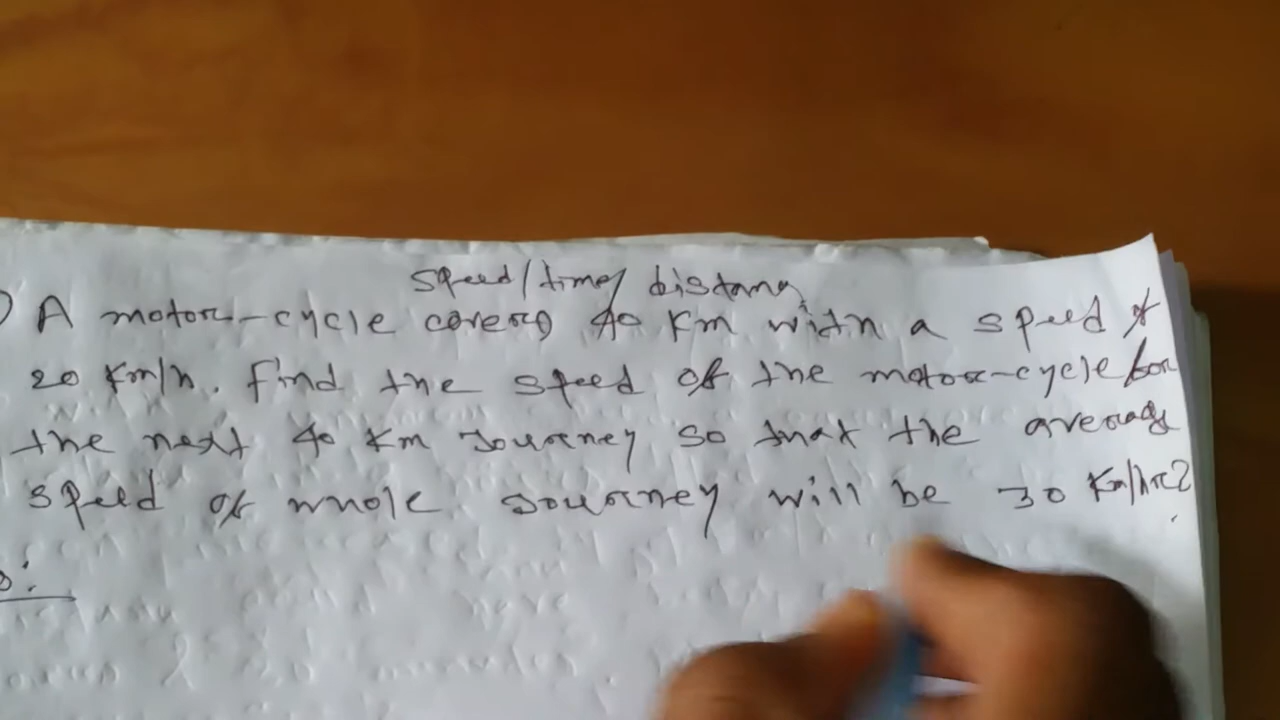 Speed/time/distanc
A motor-cycle covers 40 Km with a speed of
20 Km/h. Find the speed of the motor-cycle for
the next 40 Km Journey so that the average
speed of whole Journey will be 30 Km/hr?